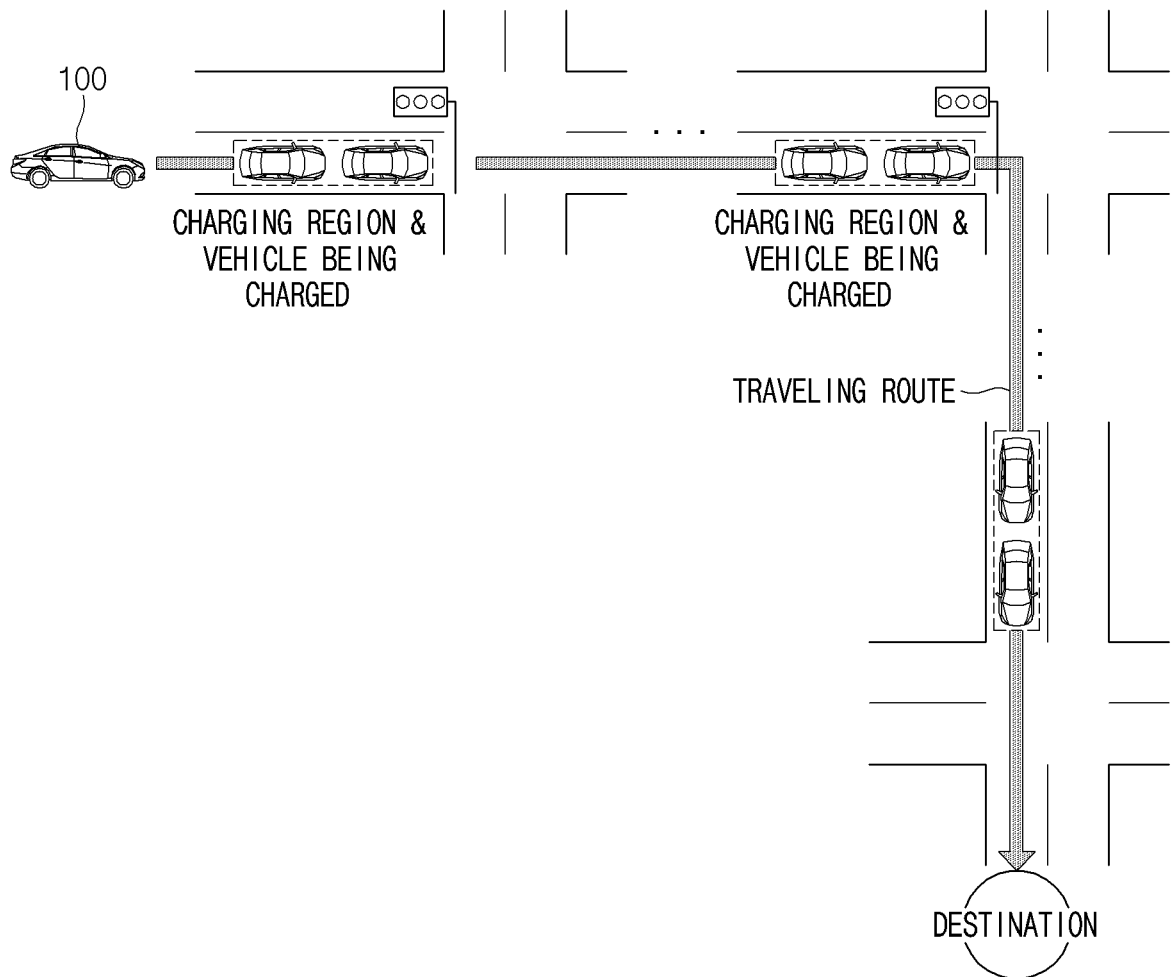 100
CHARGING REGION &
VEHICLE BEING
CHARGED
CHARGING REGION &
VEHICLE BEING
CHARGED
TRAVELING ROUTE
DESTINATION